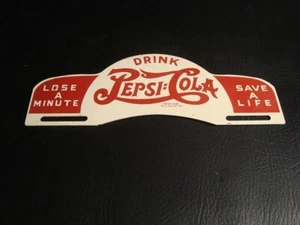 DRINK
PEPSI=COLA
LOSE
A
MINUTE
SAVE
A
LIFE